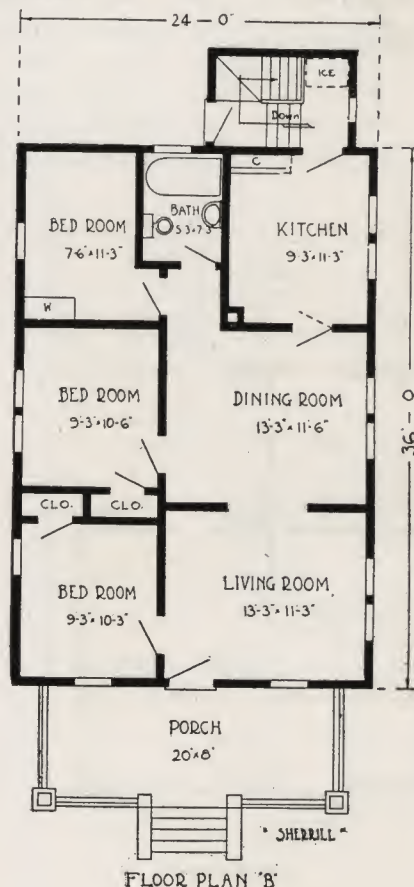 24-0"
ICE
Down
C
BATH
5-3"x7-3"
BED ROOM
7-6"x11-3"
KITCHEN
9-3"x11-3"
W
BED ROOM
9-3"x10-6"
DINING ROOM
13-3"x11-6"
36-0"
CLO.
CLO.
BED ROOM
9-3"x10-3"
LIVING ROOM
13-3"x11-3"
PORCH
20'x8'
"SHERRILL"
FLOOR PLAN "B"